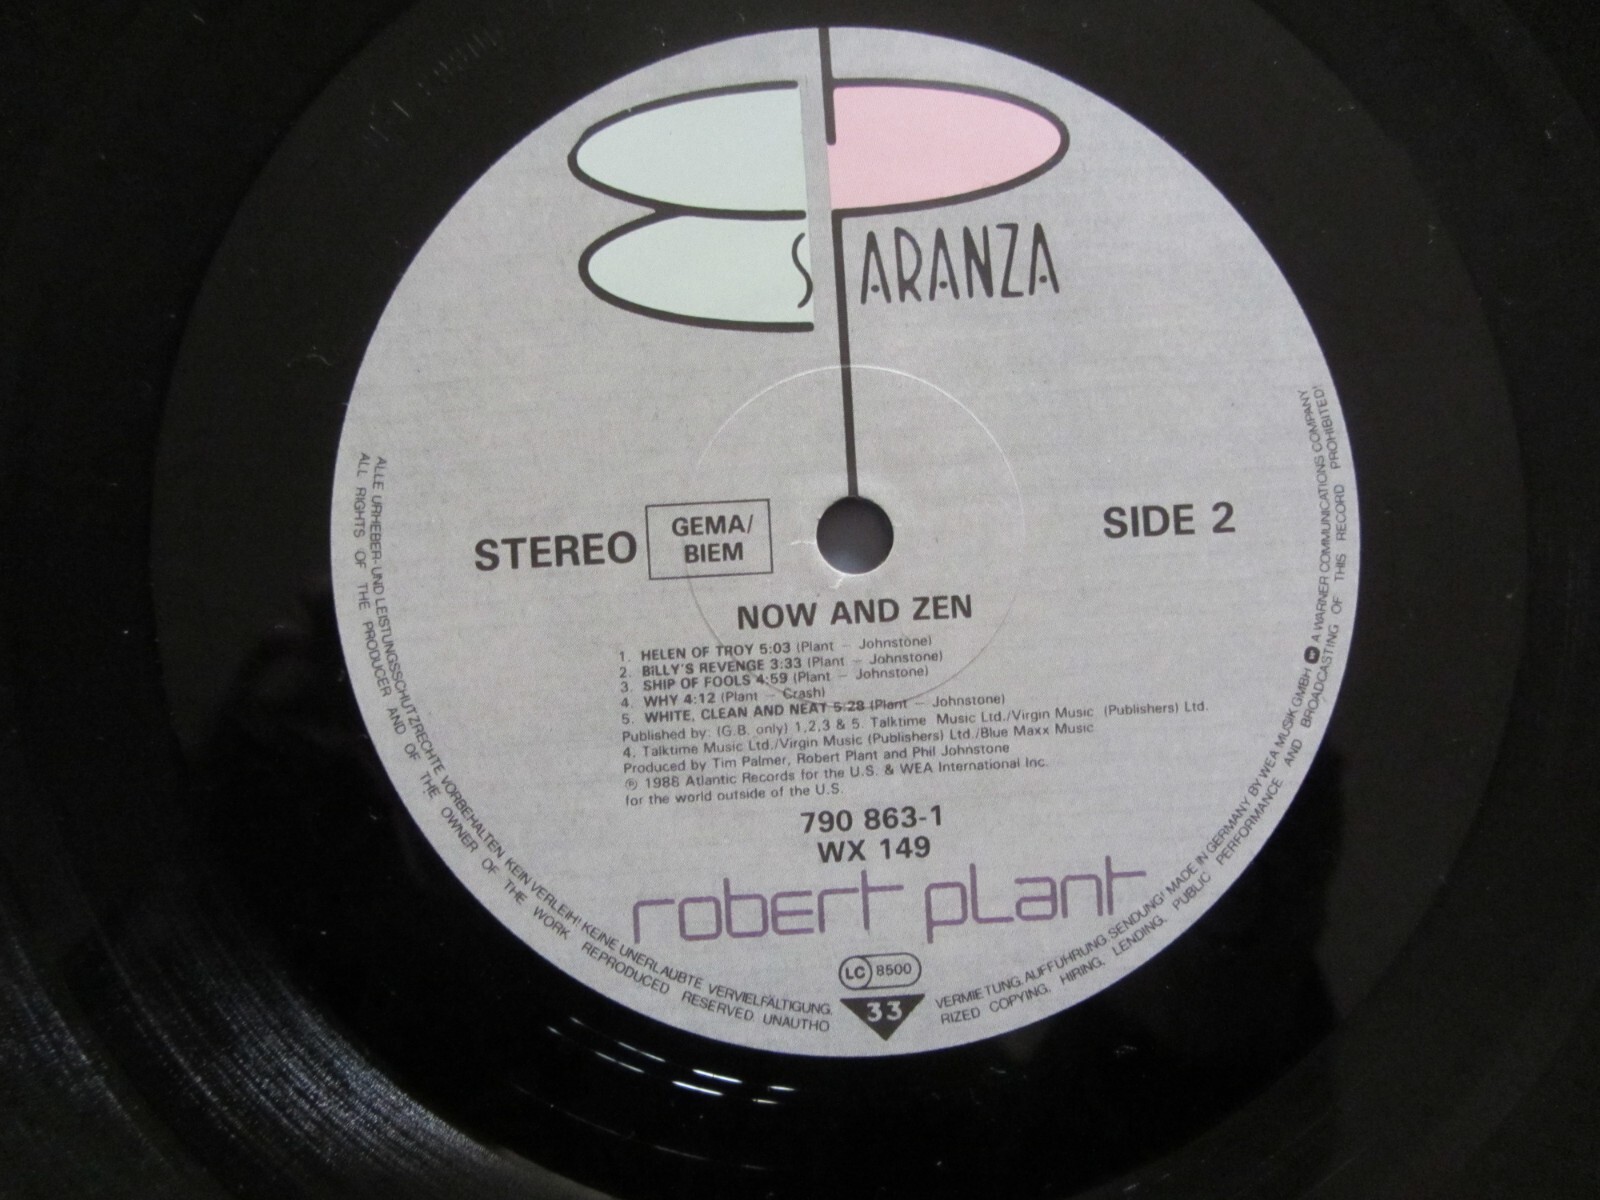 ES PARANZA
STEREO
GEMA/
BIEM
SIDE 2
NOW AND ZEN
1. HELEN OF TROY 5:03 (Plant – Johnstone)
2. BILLY'S REVENGE 3:33 (Plant – Johnstone)
3. SHIP OF FOOLS 4:59 (Plant – Johnstone)
4. WHY 4:12 (Plant – Crash)
5. WHITE, CLEAN AND NEAT 5:28 (Plant – Johnstone)
Published by: (G.B. only) 1,2,3 & 5. Talktime Music Ltd./Virgin Music (Publishers) Ltd.
4. Talktime Music Ltd./Virgin Music (Publishers) Ltd./Blue Maxx Music
Produced by Tim Palmer, Robert Plant and Phil Johnstone
℗ 1988 Atlantic Records for the U.S. & WEA International Inc.
for the world outside of the U.S.
790 863-1
WX 149
robert plant
LC 8500
33
ALLE URHEBER- UND LEISTUNGSSCHUTZRECHTE VORBEHALTEN KEIN VERLEIH! KEINE UNERLAUBTE VERVIELFÄLTIGUNG, VERMIETUNG, AUFFÜHRUNG, SENDUNG! MADE IN GERMANY BY WEA MUSIK GMBH A WARNER COMMUNICATIONS COMPANY
ALL RIGHTS OF THE PRODUCER AND OF THE OWNER OF THE WORK REPRODUCED RESERVED. UNAUTHORIZED COPYING, HIRING, LENDING, PUBLIC PERFORMANCE AND BROADCASTING OF THIS RECORD PROHIBITED!